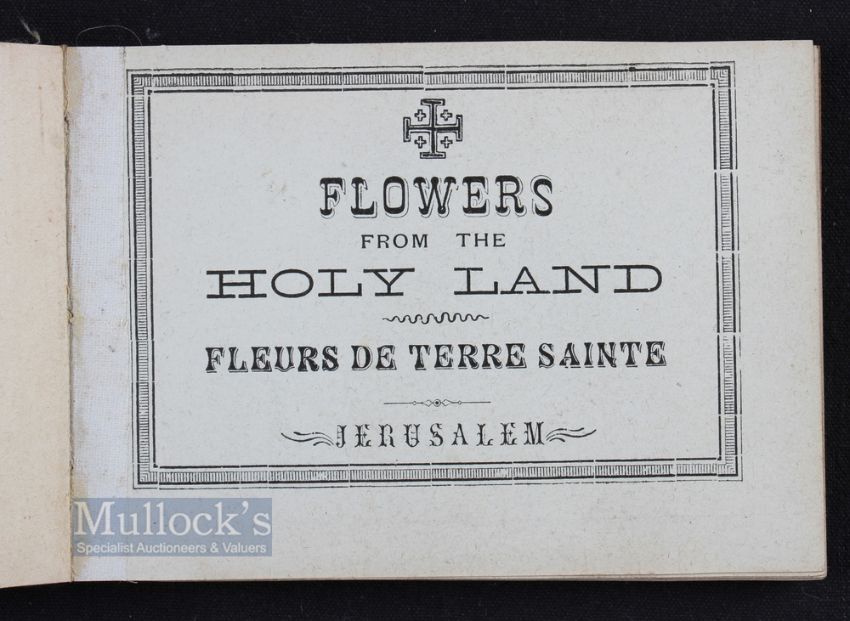 FLOWERS
FROM THE
HOLY LAND
FLEURS DE TERRE SAINTE
JERUSALEM
Mullock's
Specialist Auctioneers & Valuers